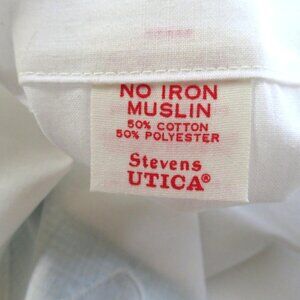 NO IRON
MUSLIN
50% COTTON
50% POLYESTER
Stevens
UTICA®